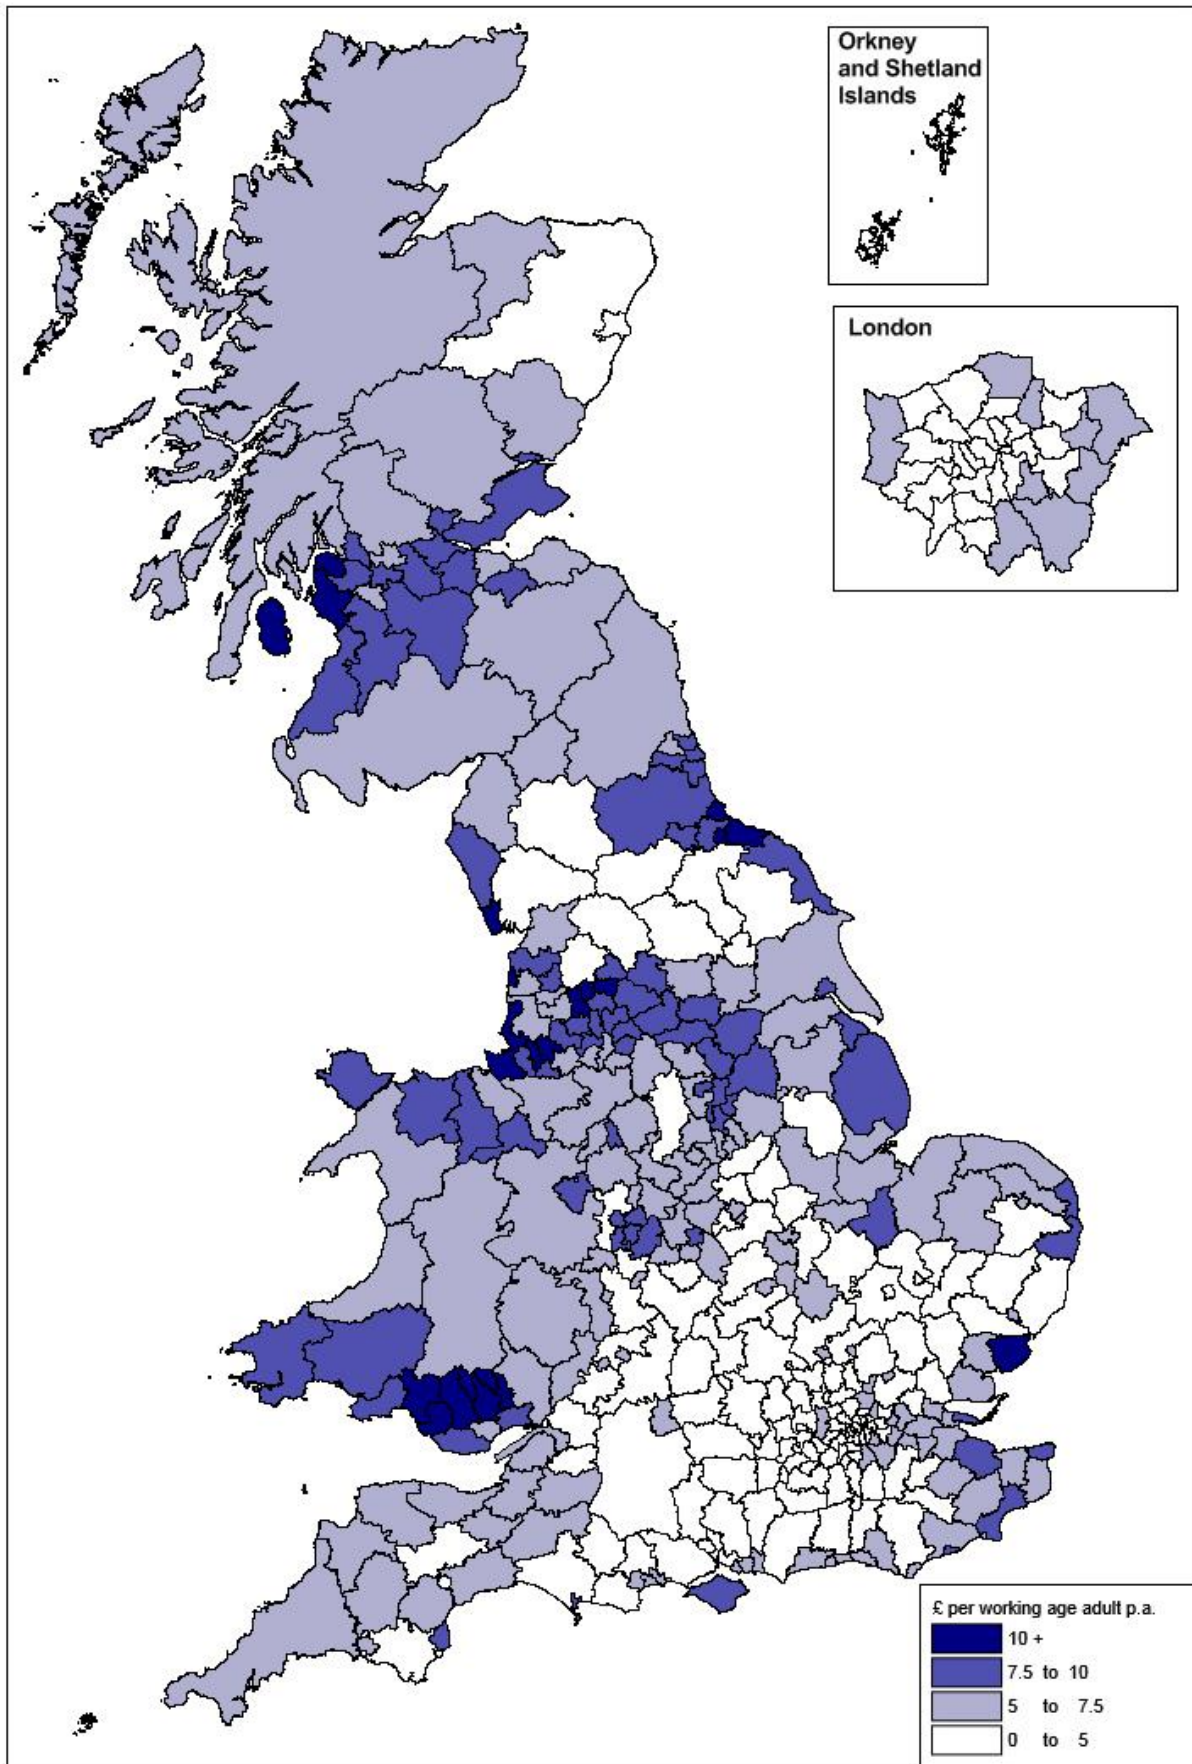 Orkney
and Shetland
Islands
London
£ per working age adult p.a.
10 +
7.5 to 10
5 to 7.5
0 to 5